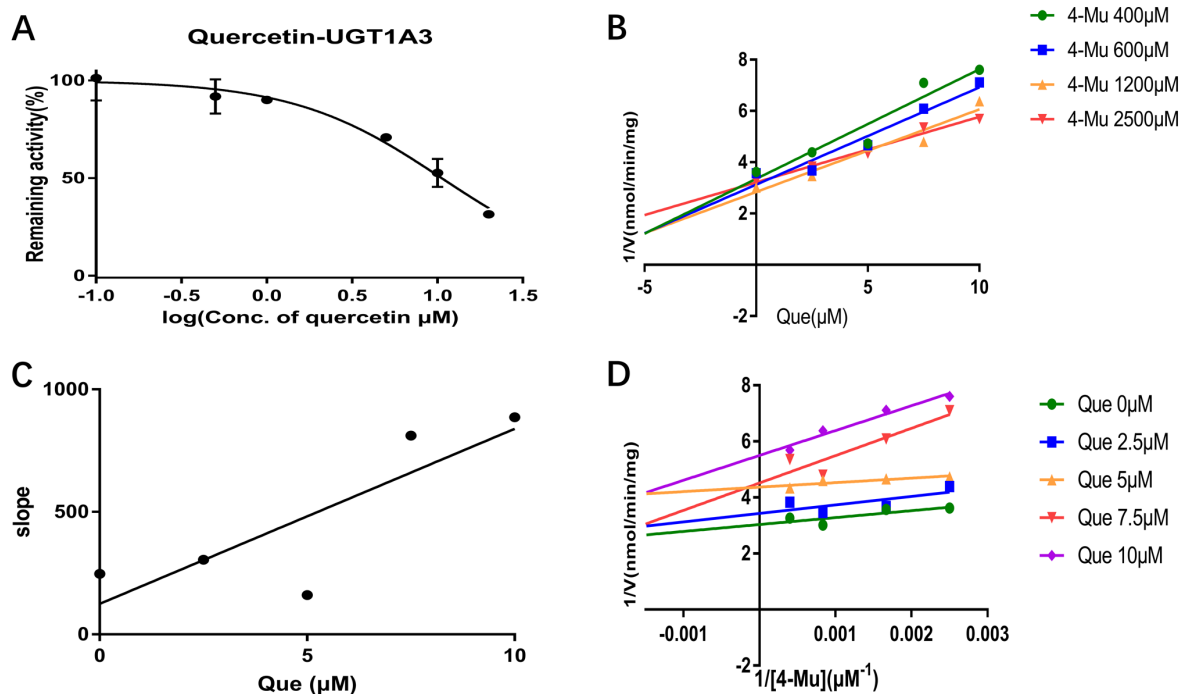 A
Quercetin-UGT1A3
Remaining activity(%)
100
50
0
-1.0
-0.5
0.0
0.5
1.0
1.5
log(Conc. of quercetin µM)
B
4-Mu 400µM
4-Mu 600µM
4-Mu 1200µM
4-Mu 2500µM
1/V(nmol/min/mg)
8
6
4
2
-2
-5
5
10
Que(µM)
C
slope
1000
500
0
0
5
10
Que (µM)
D
1/V(nmol/min/mg)
8
6
4
2
-2
-0.001
0.001
0.002
0.003
1/[4-Mu](µM⁻¹)
Que 0µM
Que 2.5µM
Que 5µM
Que 7.5µM
Que 10µM